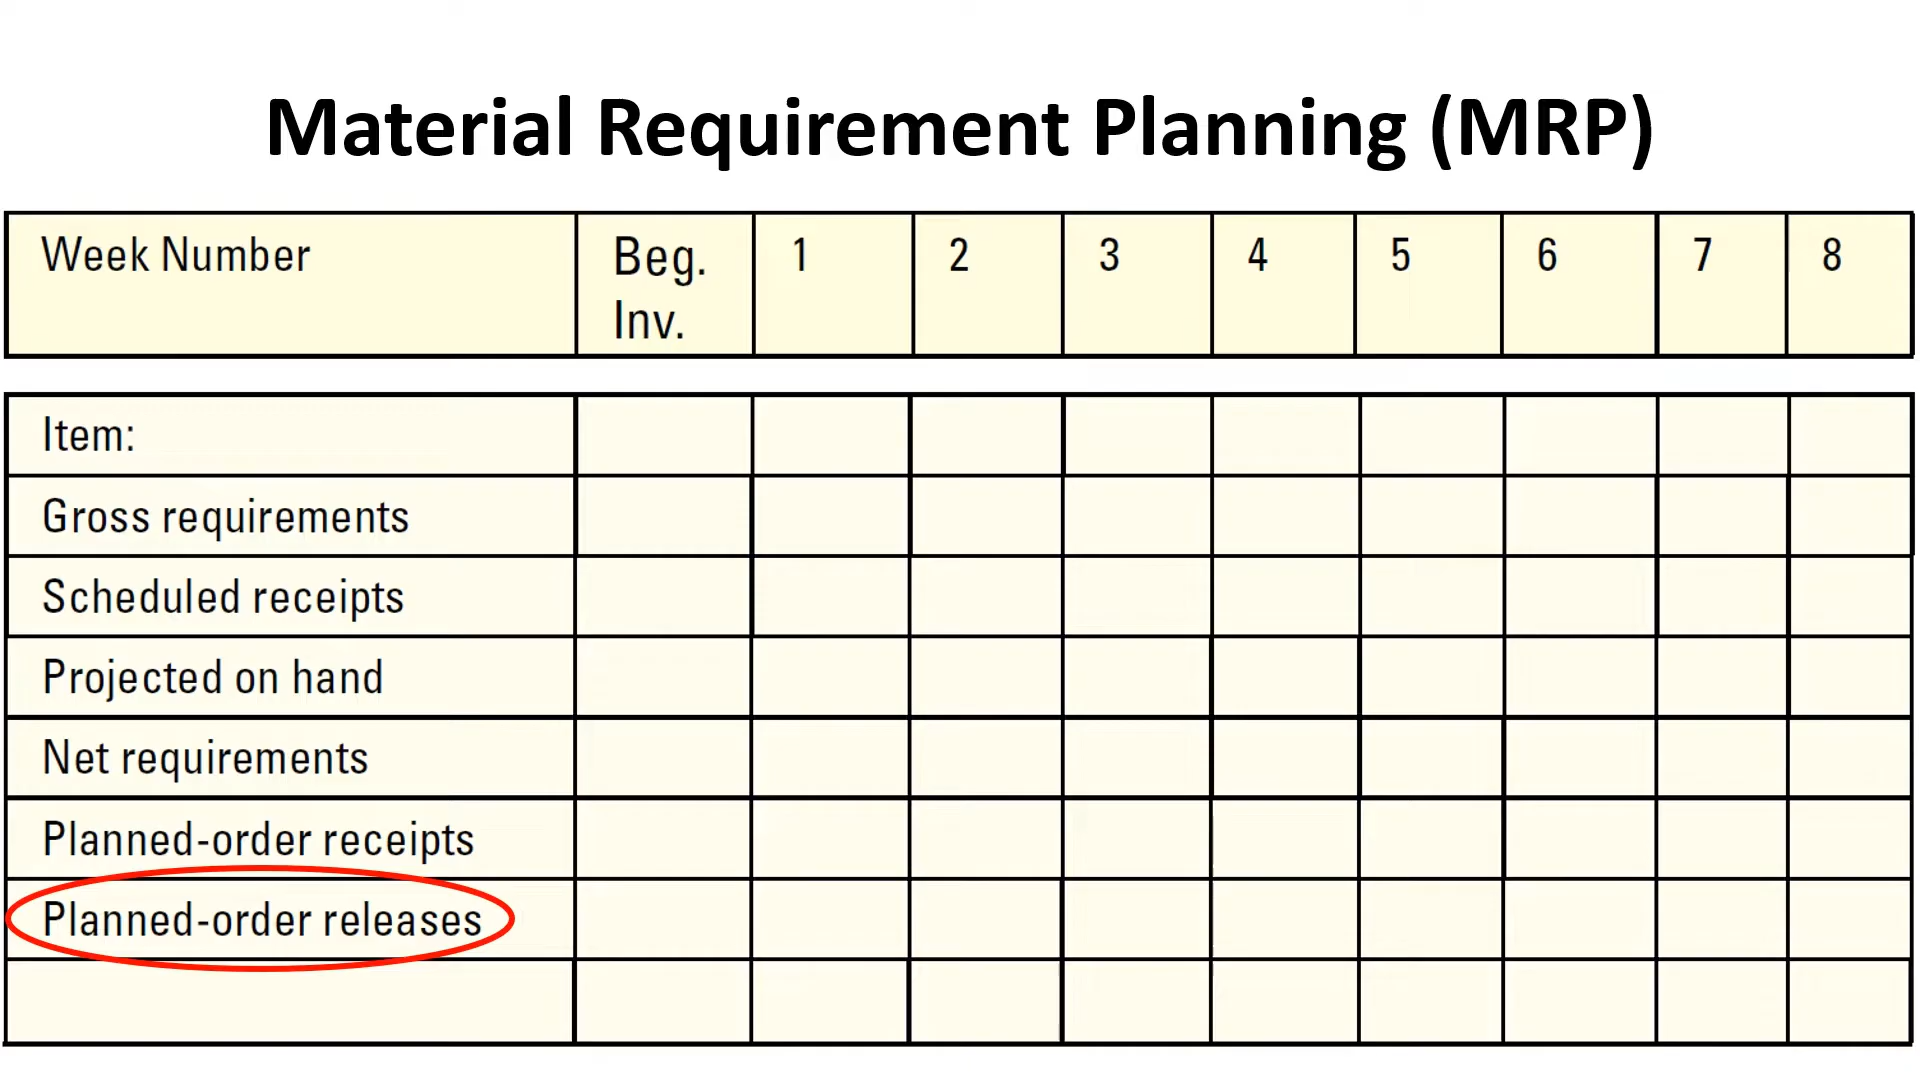 Material Requirement Planning (MRP)
Week Number Beg. Inv. 1 2 3 4 5 6 7 8
Item:
Gross requirements
Scheduled receipts
Projected on hand
Net requirements
Planned-order receipts
Planned-order releases